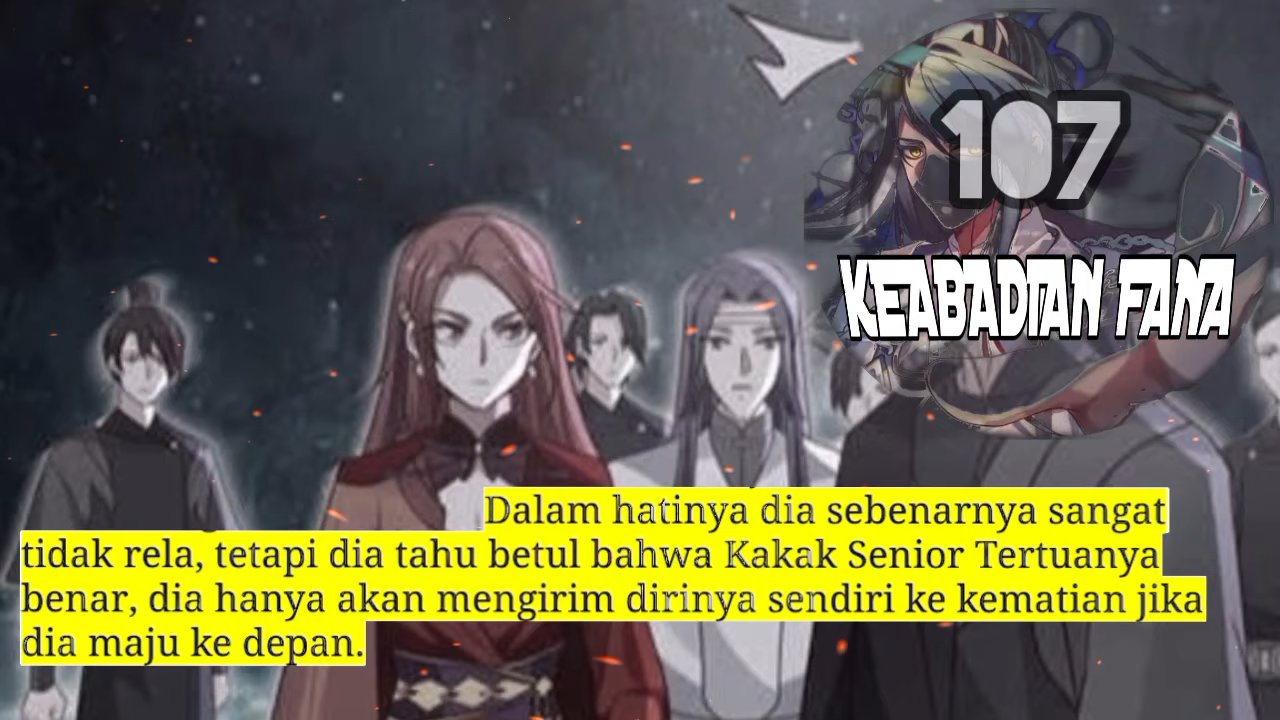 107
KEABADIAN FANA
Dalam hatinya dia sebenarnya sangat
tidak rela, tetapi dia tahu betul bahwa Kakak Senior Tertuanya
benar, dia hanya akan mengirim dirinya sendiri ke kematian jika
dia maju ke depan.